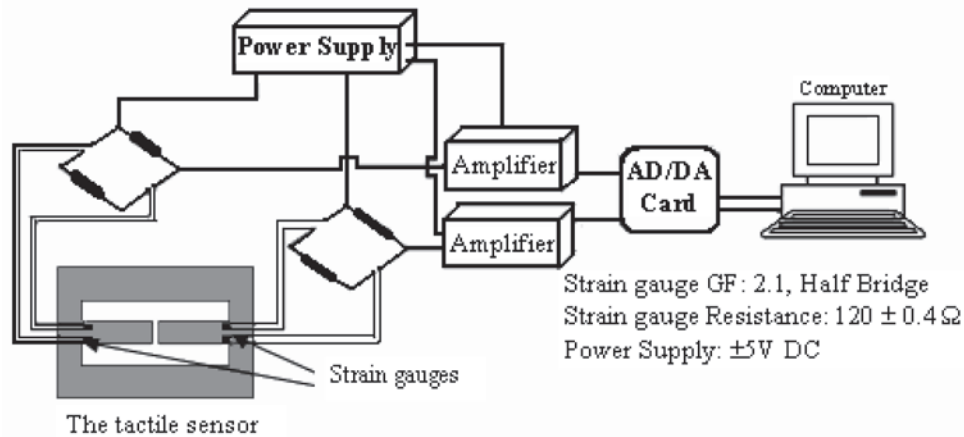 Power Supply
Computer
Amplifier
AD/DA
Card
Amplifier
Strain gauge GF: 2.1, Half Bridge
Strain gauge Resistance: 120 ± 0.4 Ω
Power Supply: ±5V DC
Strain gauges
The tactile sensor